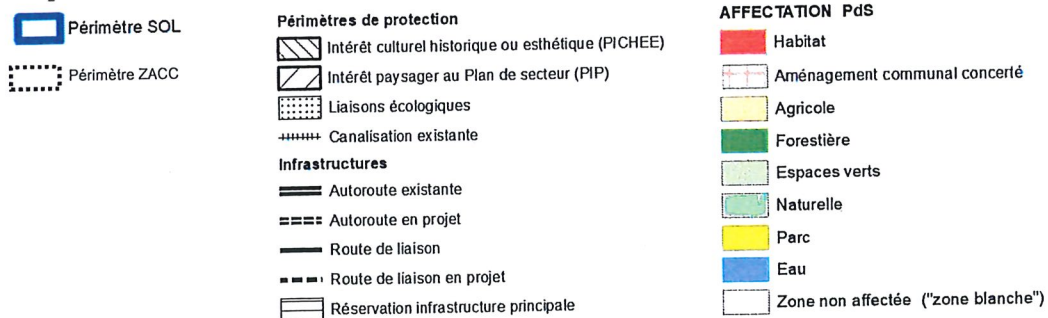 Périmètre SOL
Périmètre ZACC
Périmètres de protection
Intérêt culturel historique ou esthétique (PICHEE)
Intérêt paysager au Plan de secteur (PIP)
Liaisons écologiques
Canalisation existante
Infrastructures
Autoroute existante
Autoroute en projet
Route de liaison
Route de liaison en projet
Réservation infrastructure principale
AFFECTATION PdS
Habitat
Aménagement communal concerté
Agricole
Forestière
Espaces verts
Naturelle
Parc
Eau
Zone non affectée ("zone blanche")